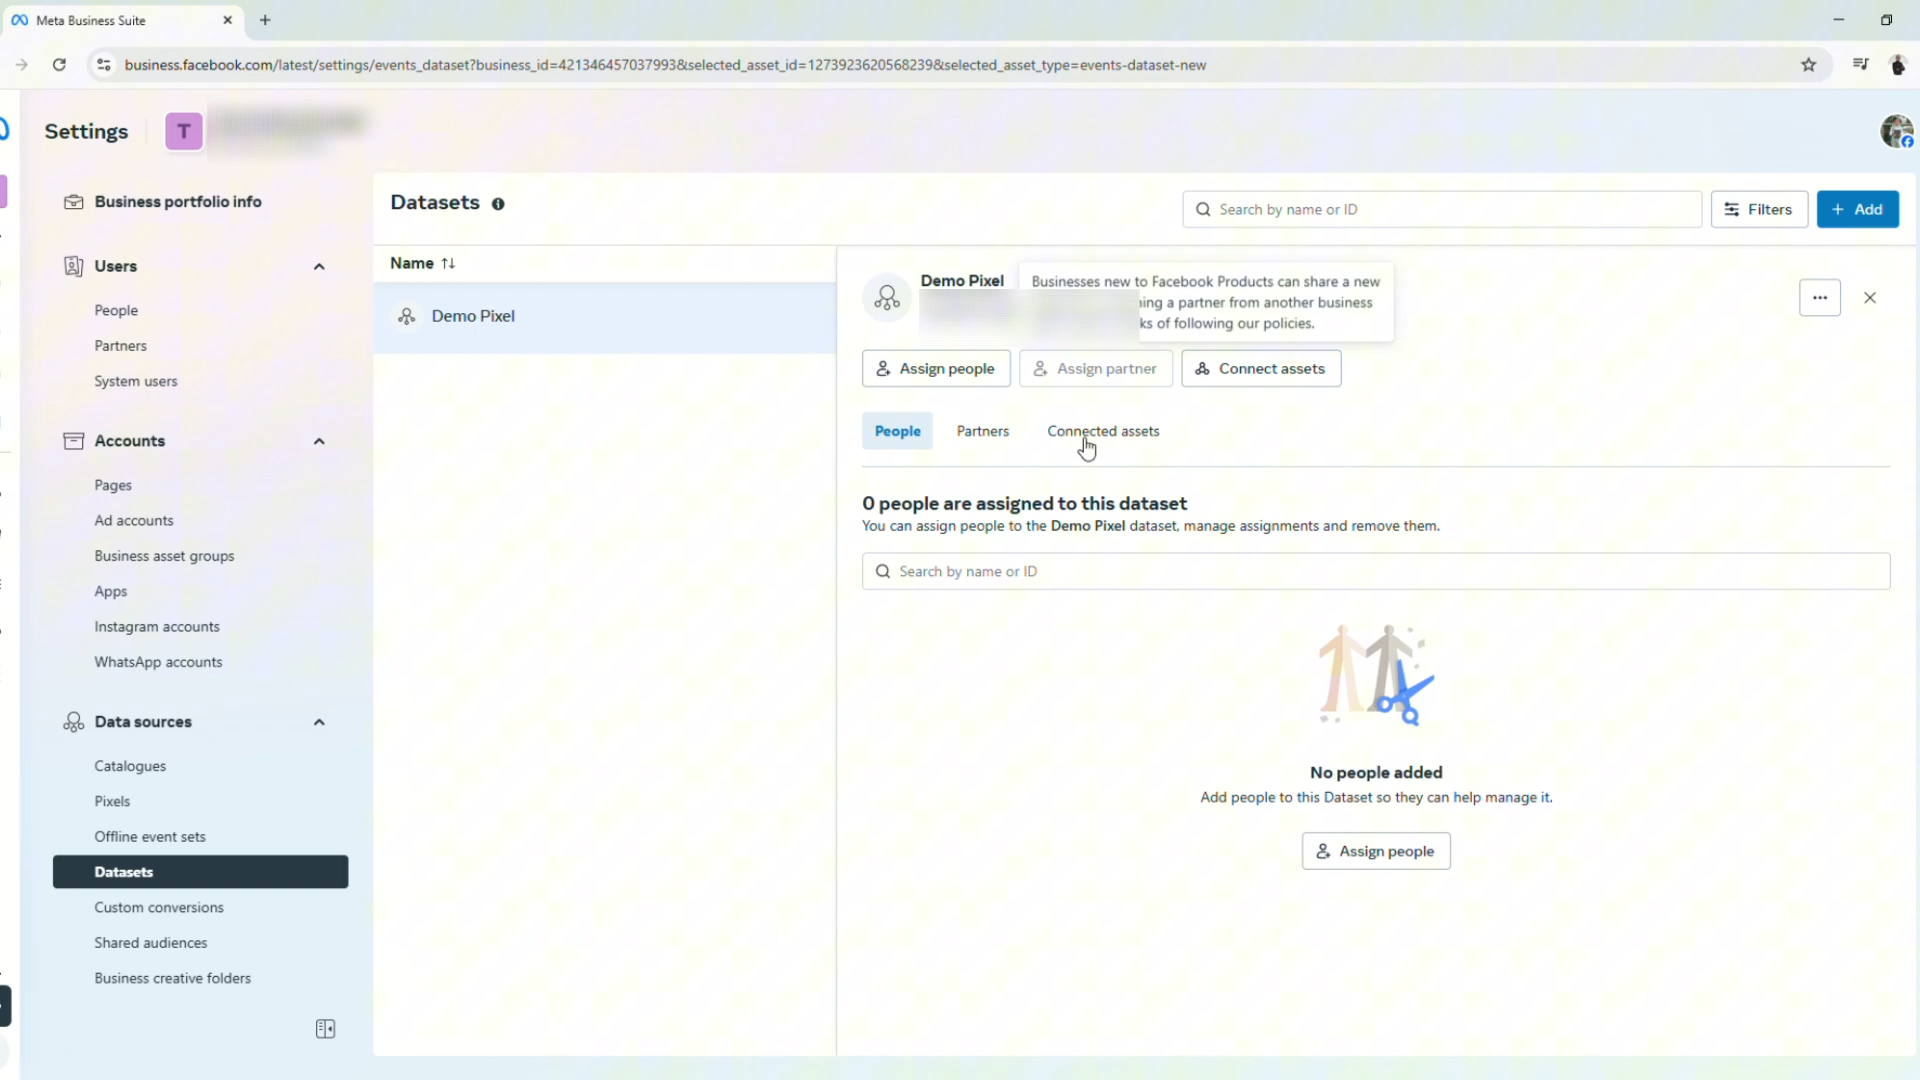 Meta Business Suite
business.facebook.com/latest/settings/events_dataset?business_id=421346457037993&selected_asset_id=1273923620568239&selected_asset_type=events-dataset-new
Settings
T
Business portfolio info
Users
People
Partners
System users
Accounts
Pages
Ad accounts
Business asset groups
Apps
Instagram accounts
WhatsApp accounts
Data sources
Catalogues
Pixels
Offline event sets
Datasets
Custom conversions
Shared audiences
Business creative folders
Datasets
Search by name or ID
Filters
+ Add
Name
Demo Pixel
Demo Pixel
Businesses new to Facebook Products can share a new
a partner from another business
of following our policies.
Assign people
Assign partner
Connect assets
People
Partners
Connected assets
0 people are assigned to this dataset
You can assign people to the Demo Pixel dataset, manage assignments and remove them.
Search by name or ID
No people added
Add people to this Dataset so they can help manage it.
Assign people